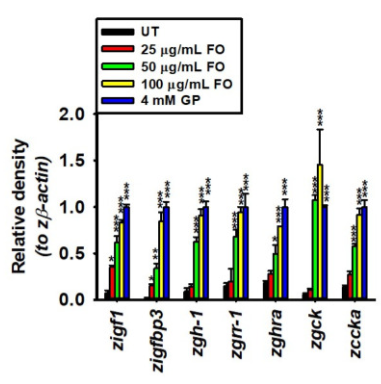 UT
25 μg/mL FO
50 μg/mL FO
100 μg/mL FO
4 mM GP
Relative density
(to zβ-actin)
2.0
1.5
1.0
0.5
0.0
* *** *** ***
** *** *** ***
*** *** ***
*** *** ***
* *** ***
*** *** ***
* *** *** ***
zigf1
zigfbp3
zgh-1
zgrr-1
zghra
zgck
zccka